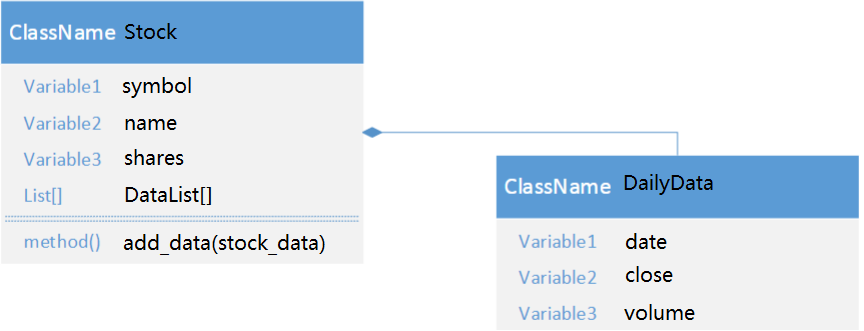 ClassName Stock
Variable1 symbol
Variable2 name
Variable3 shares
List[] DataList[]
method() add_data(stock_data)
ClassName DailyData
Variable1 date
Variable2 close
Variable3 volume